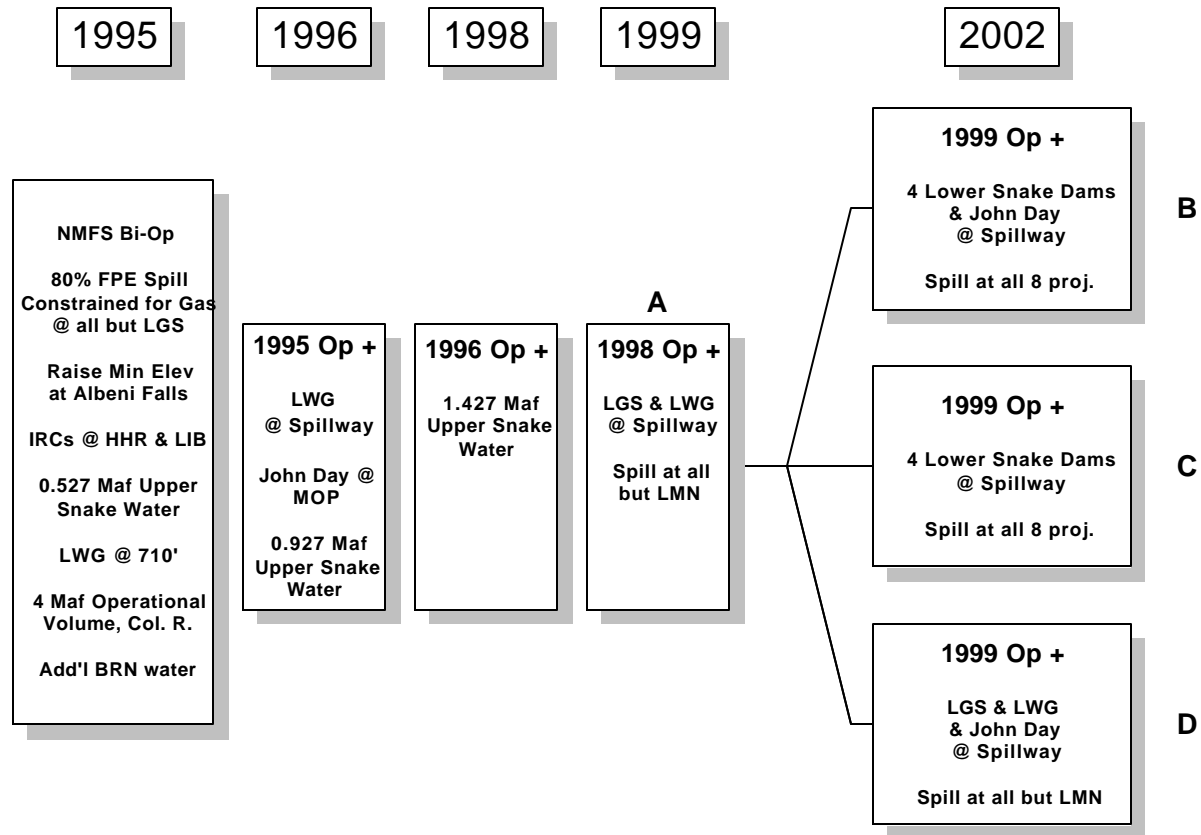 1995
1996
1998
1999
2002
NMFS Bi-Op
80% FPE Spill
Constrained for Gas
@ all but LGS
Raise Min Elev
at Albeni Falls
IRCs @ HHR & LIB
0.527 Maf Upper
Snake Water
LWG @ 710'
4 Maf Operational
Volume, Col. R.
Add'l BRN water
1995 Op +
LWG
@ Spillway
John Day @
MOP
0.927 Maf
Upper Snake
Water
1996 Op +
1.427 Maf
Upper Snake
Water
A
1998 Op +
LGS & LWG
@ Spillway
Spill at all
but LMN
1999 Op +
4 Lower Snake Dams
& John Day
@ Spillway
Spill at all 8 proj.
B
1999 Op +
4 Lower Snake Dams
@ Spillway
Spill at all 8 proj.
C
1999 Op +
LGS & LWG
& John Day
@ Spillway
Spill at all but LMN
D